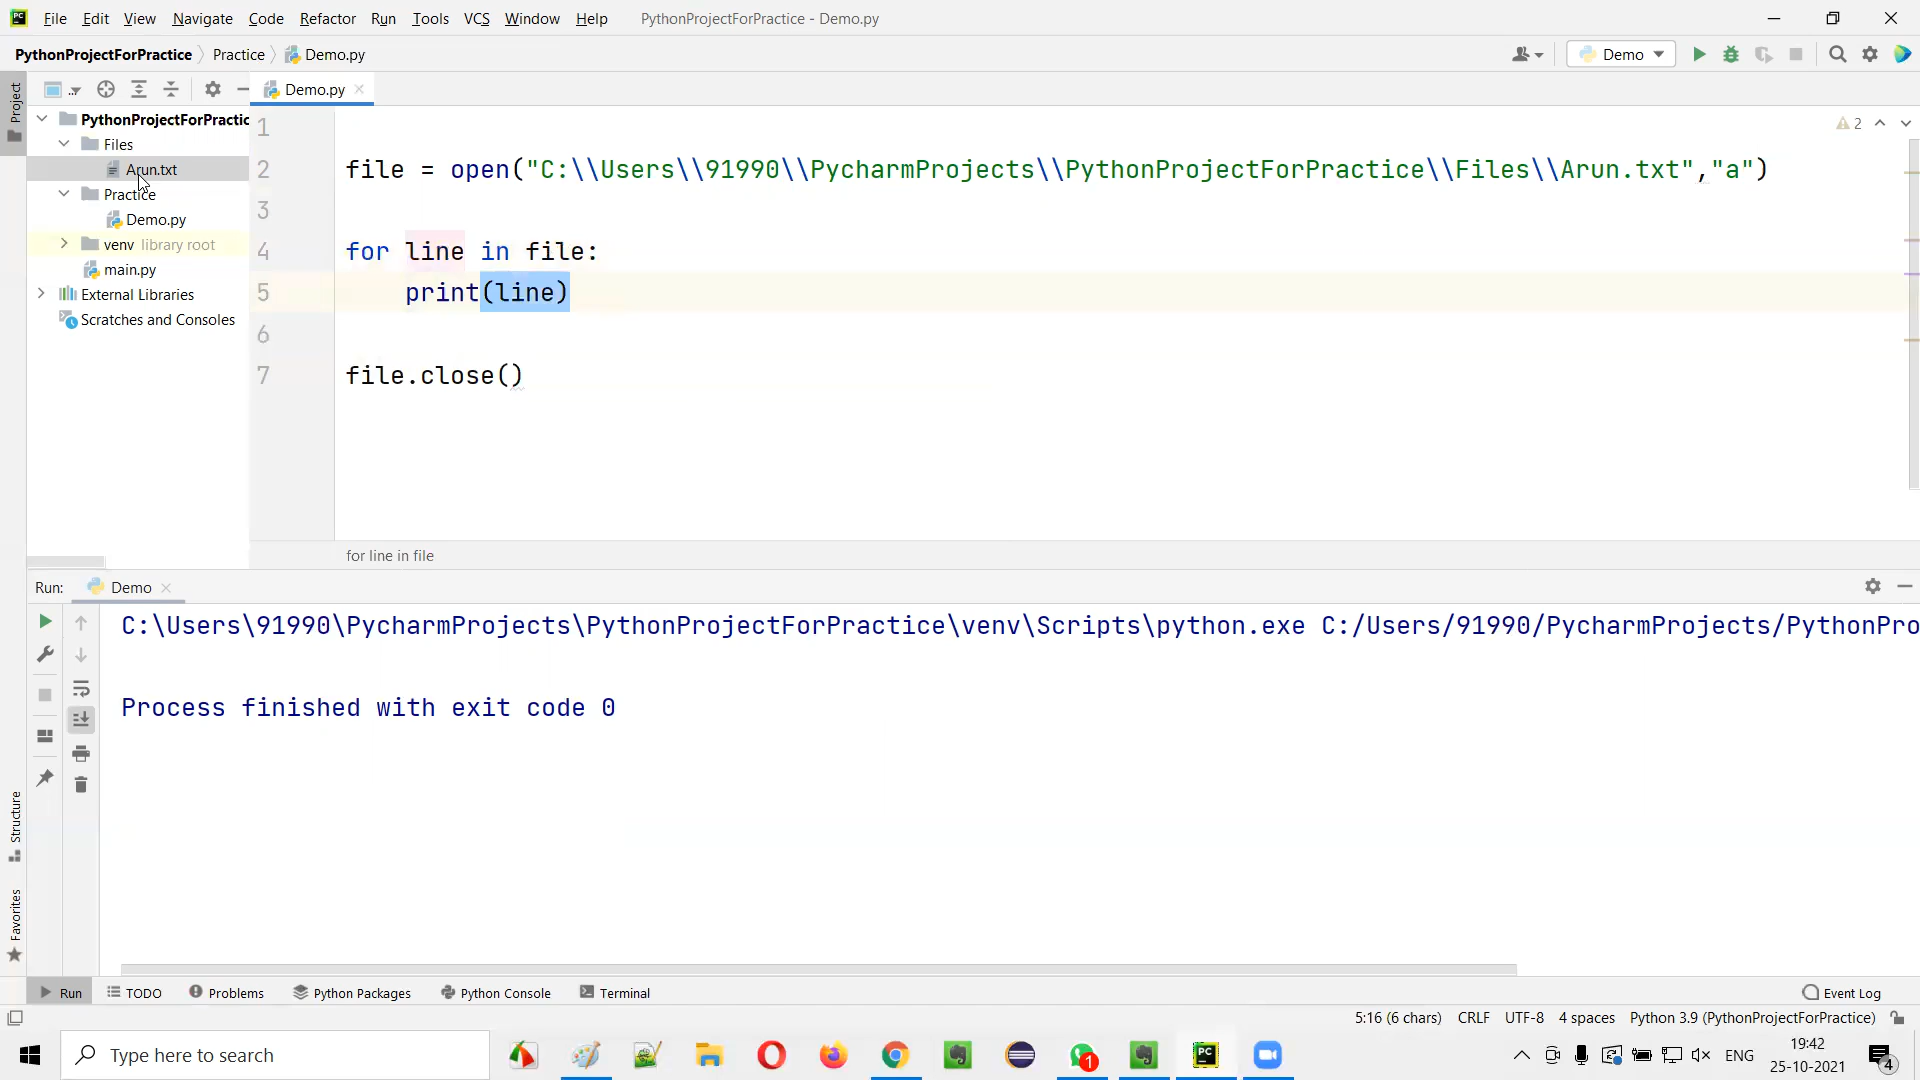 File Edit View Navigate Code Refactor Run Tools VCS Window Help PythonProjectForPractice - Demo.py
PythonProjectForPractice Practice Demo.py Demo
Project
.. Demo.py
PythonProjectForPractic
Files
Arun.txt
Practice
Demo.py
venv library root
main.py
External Libraries
Scratches and Consoles
2
1
2 file = open("C:\\Users\\91990\\PycharmProjects\\PythonProjectForPractice\\Files\\Arun.txt","a")
3
4 for line in file:
5 print(line)
6
7 file.close()
for line in file
Run: Demo
C:\Users\91990\PycharmProjects\PythonProjectForPractice\venv\Scripts\python.exe C:/Users/91990/PycharmProjects/PythonPro
Process finished with exit code 0
Structure
Favorites
Run TODO Problems Python Packages Python Console Terminal Event Log
5:16 (6 chars) CRLF UTF-8 4 spaces Python 3.9 (PythonProjectForPractice)
Type here to search
PC
1
ENG
19:42
25-10-2021
4